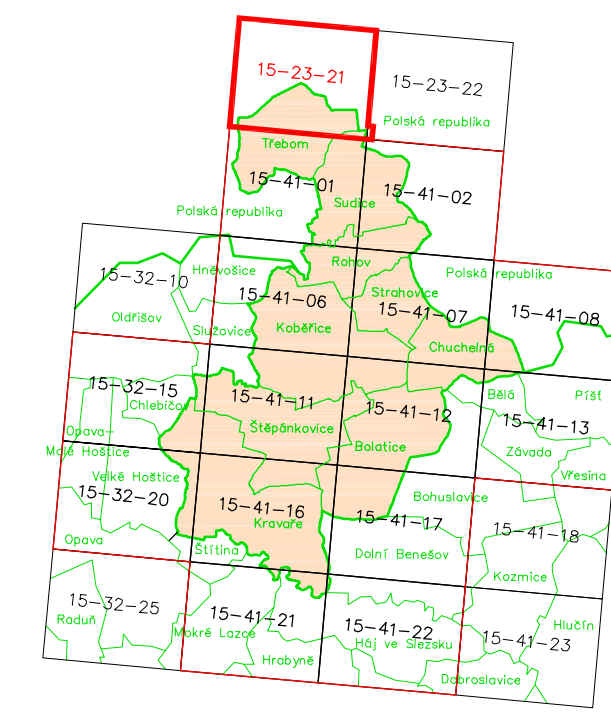 15-23-21
15-23-22
Polská republika
Třebom
15-41-01
15-41-02
Sudice
Polská republika
Rohov
Hněvošice
Polská republika
15-32-10
15-41-06
Strahovice
15-41-07
15-41-08
Oldřišov
Služovice
Kobeřice
Chuchelná
15-32-15
15-41-11
15-41-12
Bělá
Píšť
Chlebičov
15-41-13
Opava-
Malé Hoštice
Štěpánkovice
Bolatice
Závada
Velké Hoštice
Vřesina
15-32-20
15-41-16
Bohuslavice
Kravaře
15-41-17
15-41-18
Opava
Štítina
Dolní Benešov
Kozmice
15-32-25
15-41-21
15-41-22
Raduň
Mokré Lazce
Háj ve Slezsku
15-41-23
Hlučín
Hrabyně
Dobroslavice